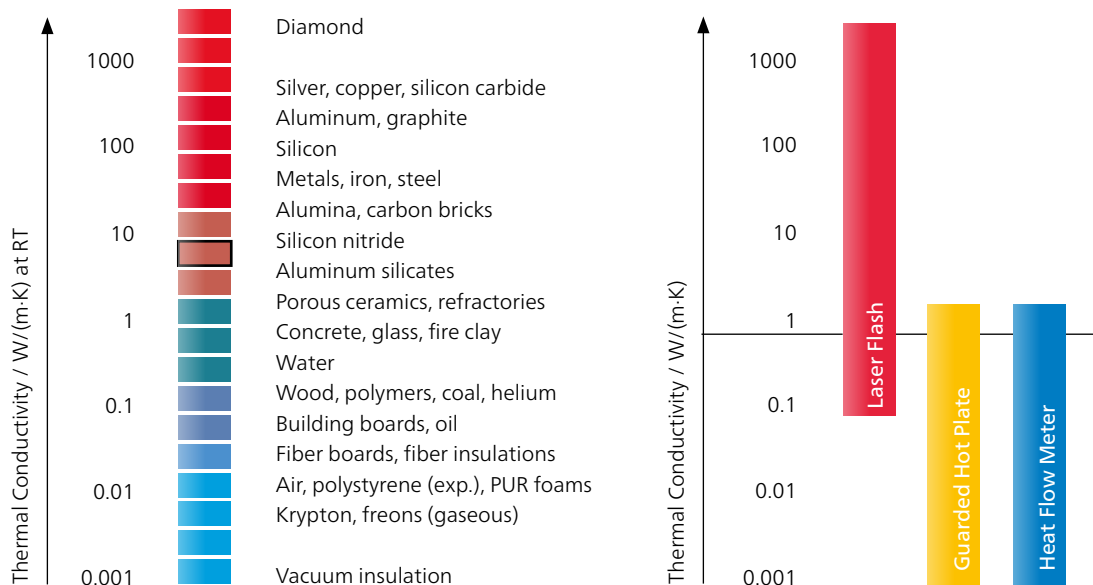 Thermal Conductivity / W/(m·K) at RT
1000
100
10
1
0.1
0.01
0.001
Diamond
Silver, copper, silicon carbide
Aluminum, graphite
Silicon
Metals, iron, steel
Alumina, carbon bricks
Silicon nitride
Aluminum silicates
Porous ceramics, refractories
Concrete, glass, fire clay
Water
Wood, polymers, coal, helium
Building boards, oil
Fiber boards, fiber insulations
Air, polystyrene (exp.), PUR foams
Krypton, freons (gaseous)
Vacuum insulation
Thermal Conductivity / W/(m·K)
1000
100
10
1
0.1
0.01
0.001
Laser Flash
Guarded Hot Plate
Heat Flow Meter